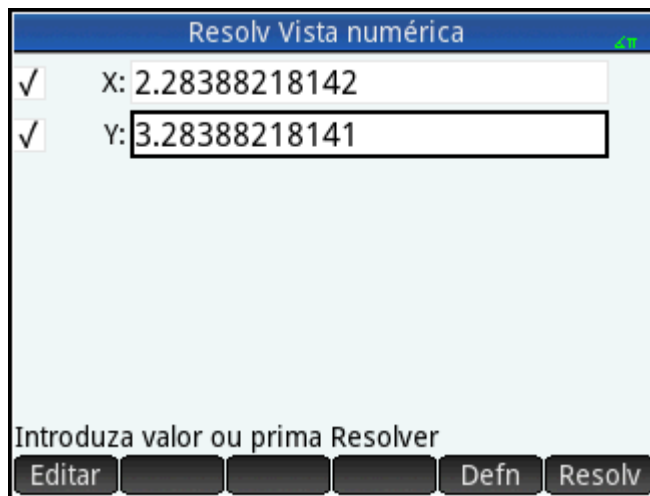 Resolv Vista numérica
∡π
√ X: 2.28388218142
√ Y: 3.28388218141
Introduza valor ou prima Resolver
Editar Defn Resolv